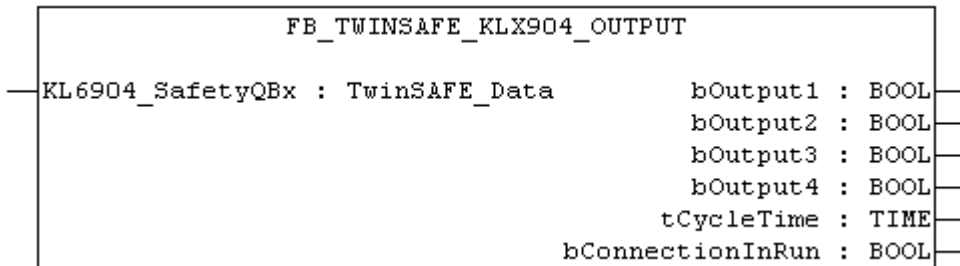 FB_TWINSAFE_KLX904_OUTPUT
KL6904_SafetyQBx : TwinSAFE_Data bOutput1 : BOOL
bOutput2 : BOOL
bOutput3 : BOOL
bOutput4 : BOOL
tCycleTime : TIME
bConnectionInRun : BOOL